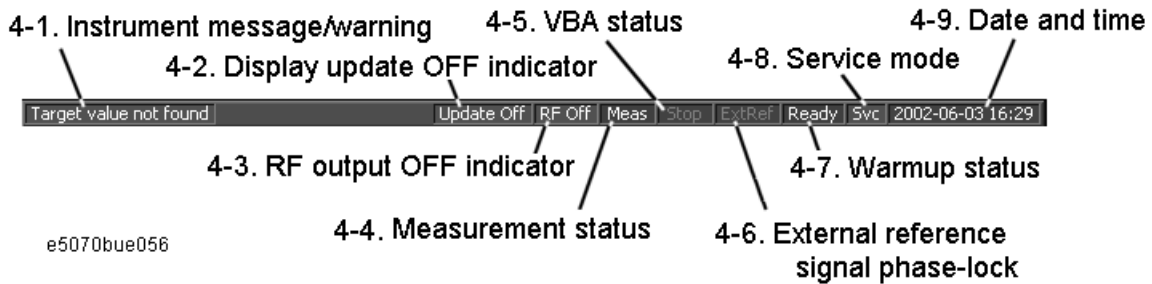 4-5. VBA status
4-9. Date and time
4-1. Instrument message/warning
4-8. Service mode
4-2. Display update OFF indicator
Target value not found Update Off RF Off Meas Stop ExtRef Ready Svc 2002-06-03 16:29
4-3. RF output OFF indicator
4-7. Warmup status
4-4. Measurement status
4-6. External reference
signal phase-lock
e5070bue056